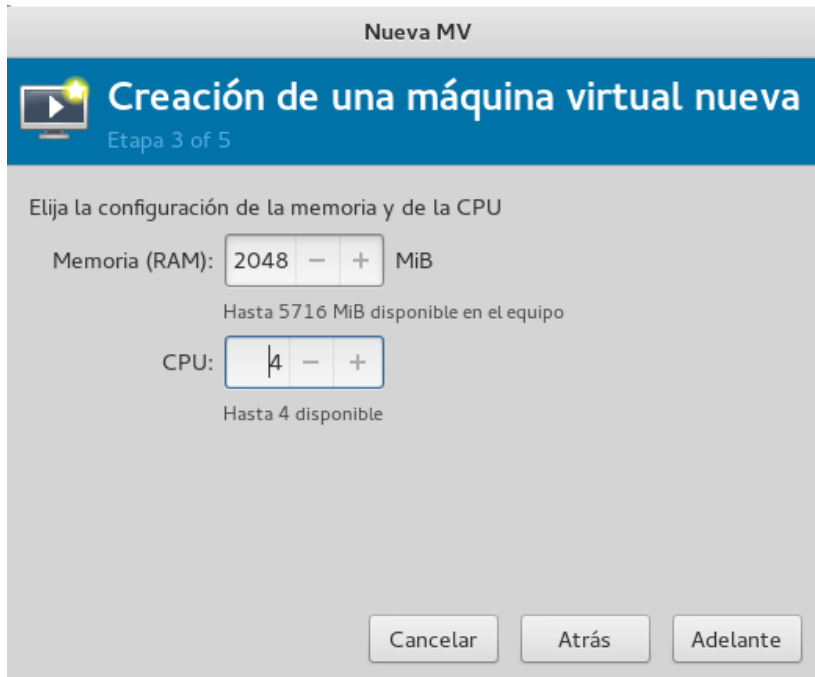 Nueva MV
Creación de una máquina virtual nueva
Etapa 3 of 5
Elija la configuración de la memoria y de la CPU
Memoria (RAM): 2048 − + MiB
Hasta 5716 MiB disponible en el equipo
CPU: 4 − +
Hasta 4 disponible
Cancelar Atrás Adelante